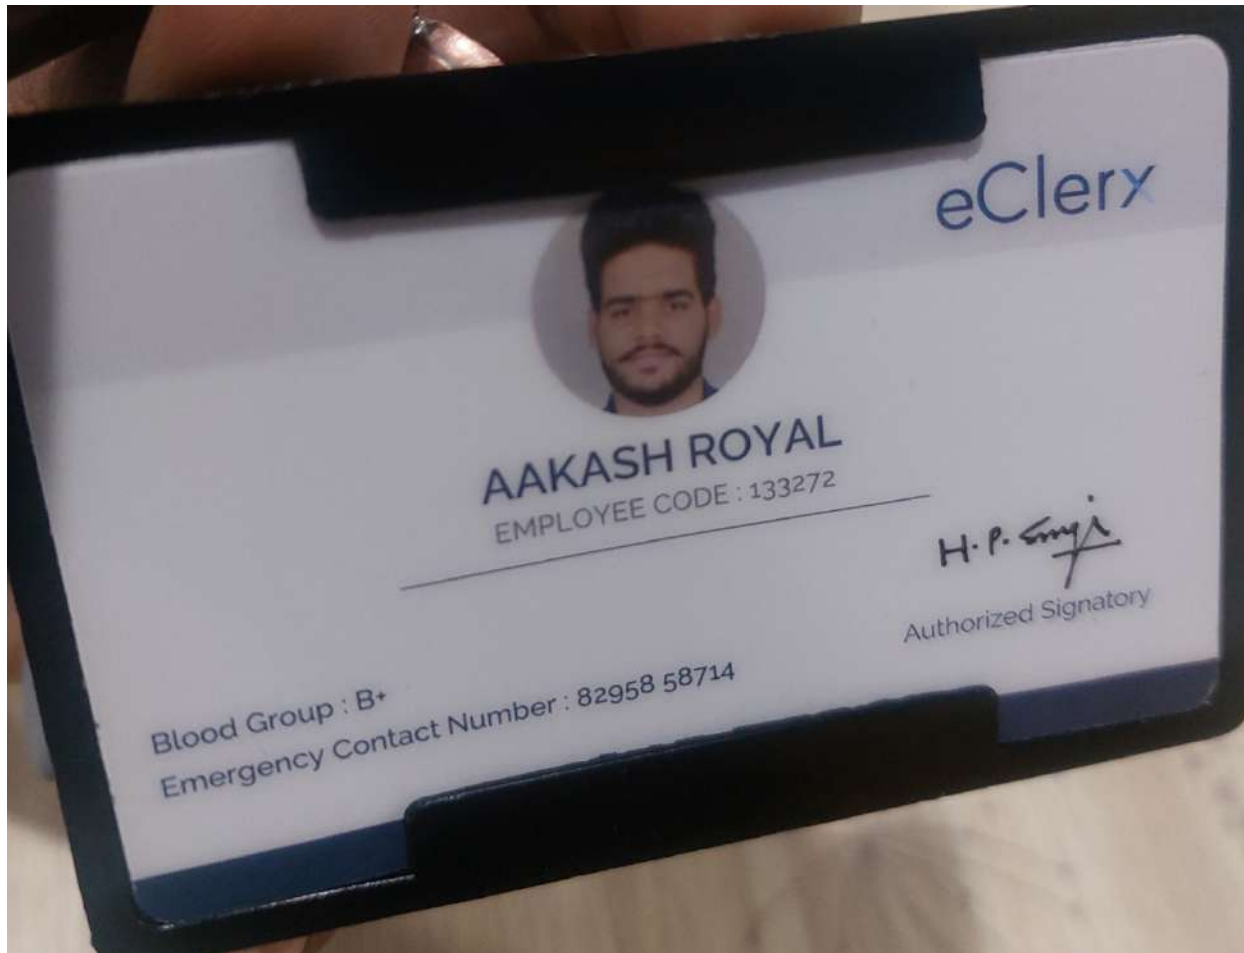 eClerx
AAKASH ROYAL
EMPLOYEE CODE : 133272
H. P.
Authorized Signatory
Blood Group : B+
Emergency Contact Number : 82958 58714